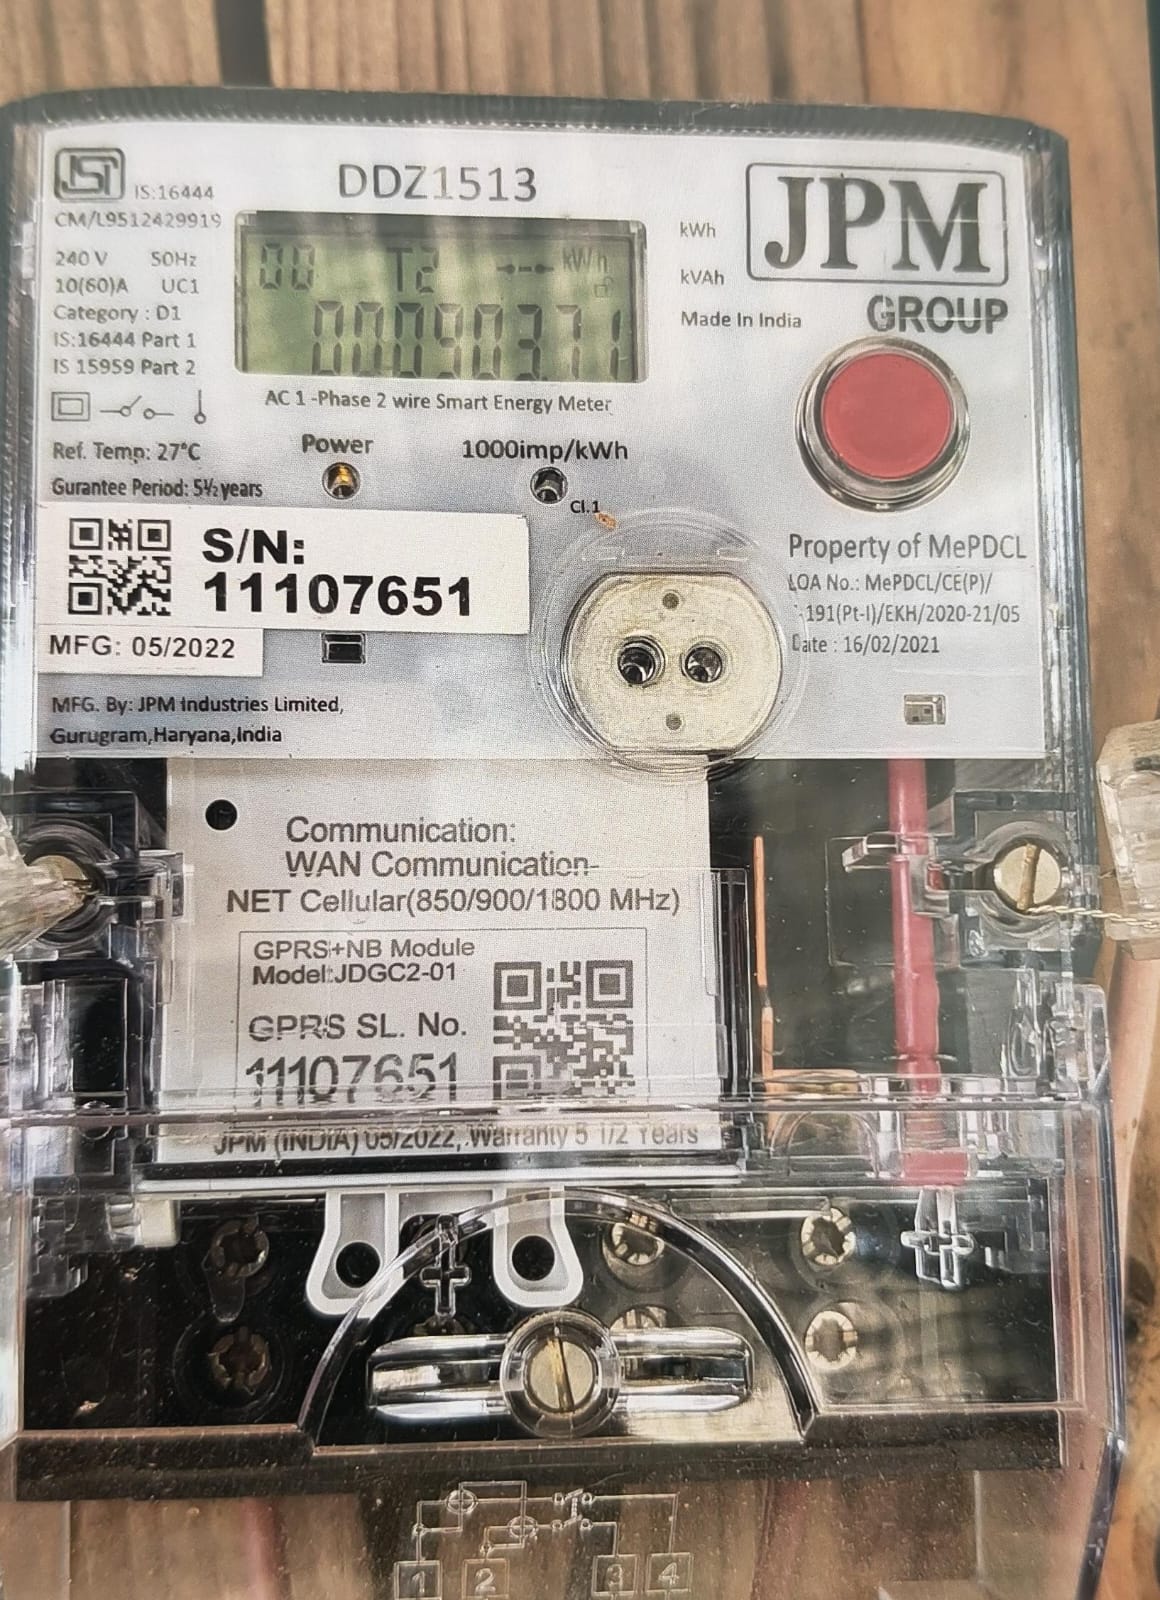 ISI
IS:16444
CM/L9512429919
DDZ1513
JPM
GROUP
240 V 50Hz
10(60)A UC1
Category : D1
IS:16444 Part 1
IS 15959 Part 2
00 T2 kWh
kWh
kVAh
Made In India
AC 1 -Phase 2 wire Smart Energy Meter
Ref. Temp: 27°C
Gurantee Period: 5½ years
Power
1000imp/kWh
Cl.1
S/N:
11107651
MFG: 05/2022
MFG. By: JPM Industries Limited,
Gurugram,Haryana,India
Property of MePDCL
LOA No.: MePDCL/CE(P)/
191(Pt-I)/EKH/2020-21/05
Date : 16/02/2021
Communication:
WAN Communication-
NET Cellular(850/900/1800 MHz)
GPRS+NB Module
Model:JDGC2-01
GPRS SL. No.
11107651
JPM (INDIA) 05/2022, Warranty 5 1/2 Years
1 2 3 4